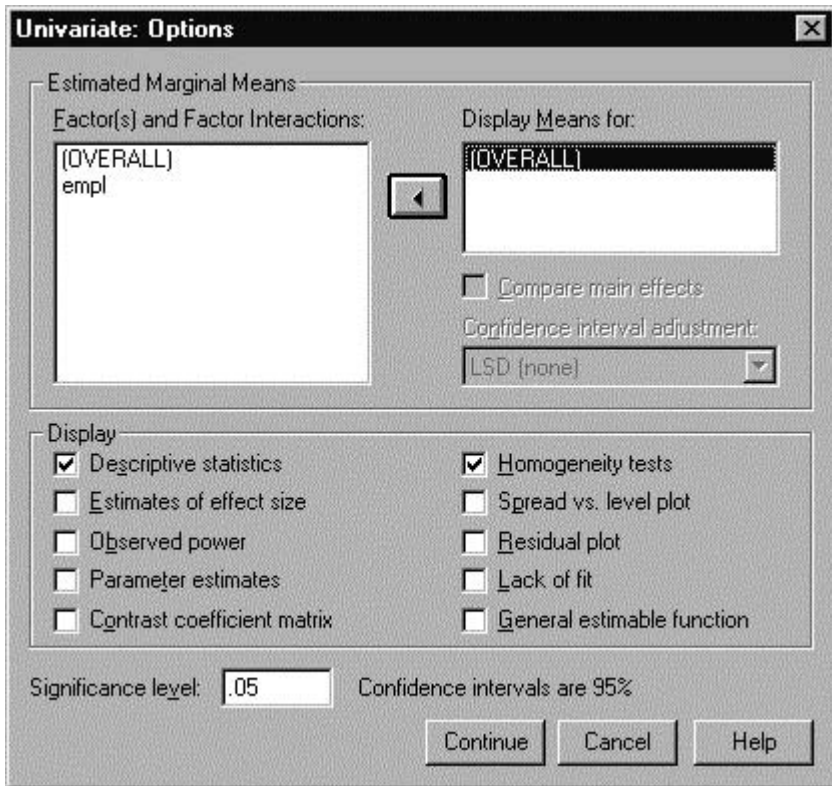 Univariate: Options
Estimated Marginal Means
Factor(s) and Factor Interactions:
(OVERALL)
empl
Display Means for:
(OVERALL)
Compare main effects
Confidence interval adjustment:
LSD (none)
Display
Descriptive statistics
Homogeneity tests
Estimates of effect size
Spread vs. level plot
Observed power
Residual plot
Parameter estimates
Lack of fit
Contrast coefficient matrix
General estimable function
Significance level: .05 Confidence intervals are 95%
Continue Cancel Help